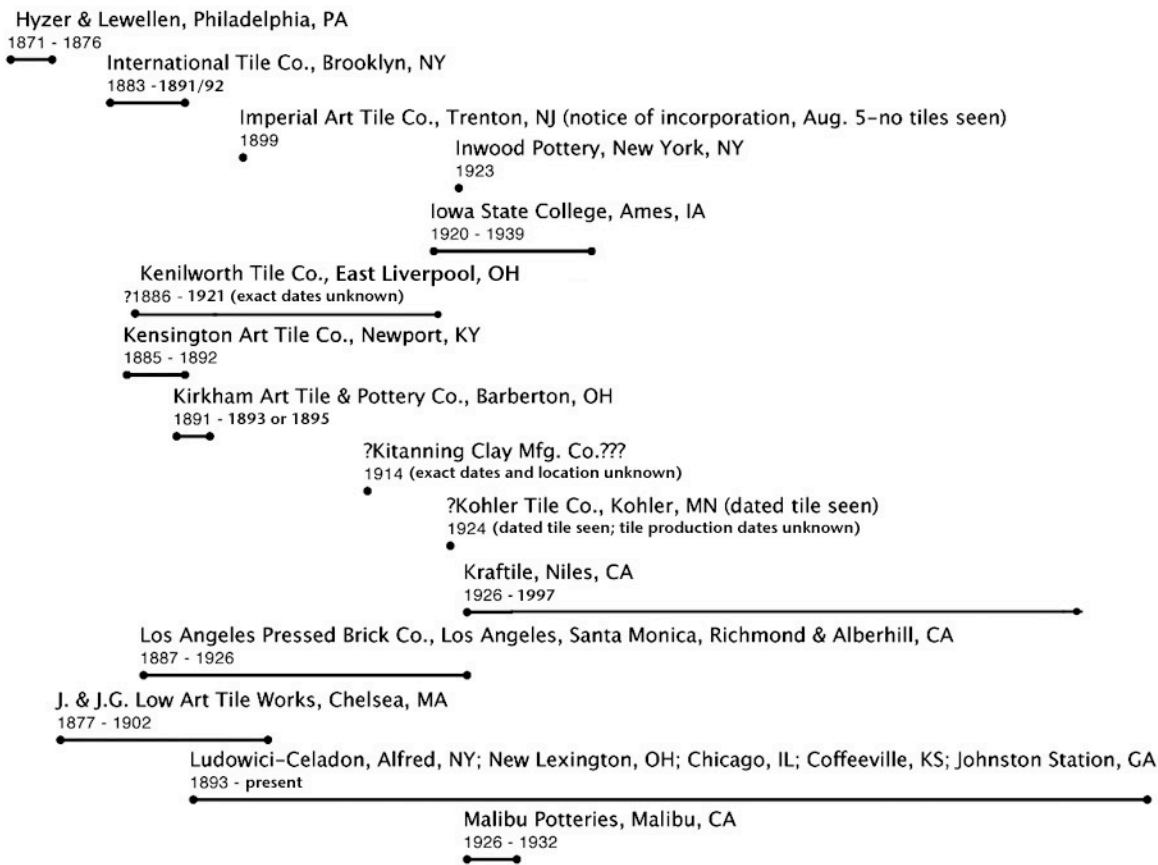 Hyzer & Lewellen, Philadelphia, PA
1871 - 1876
International Tile Co., Brooklyn, NY
1883 -1891/92
Imperial Art Tile Co., Trenton, NJ (notice of incorporation, Aug. 5-no tiles seen)
1899
Inwood Pottery, New York, NY
1923
Iowa State College, Ames, IA
1920 - 1939
Kenilworth Tile Co., East Liverpool, OH
?1886 - 1921 (exact dates unknown)
Kensington Art Tile Co., Newport, KY
1885 - 1892
Kirkham Art Tile & Pottery Co., Barberton, OH
1891 - 1893 or 1895
?Kitanning Clay Mfg. Co.???
1914 (exact dates and location unknown)
?Kohler Tile Co., Kohler, MN (dated tile seen)
1924 (dated tile seen; tile production dates unknown)
Kraftile, Niles, CA
1926 - 1997
Los Angeles Pressed Brick Co., Los Angeles, Santa Monica, Richmond & Alberhill, CA
1887 - 1926
J. & J.G. Low Art Tile Works, Chelsea, MA
1877 - 1902
Ludowici-Celadon, Alfred, NY; New Lexington, OH; Chicago, IL; Coffeeville, KS; Johnston Station, GA
1893 - present
Malibu Potteries, Malibu, CA
1926 - 1932